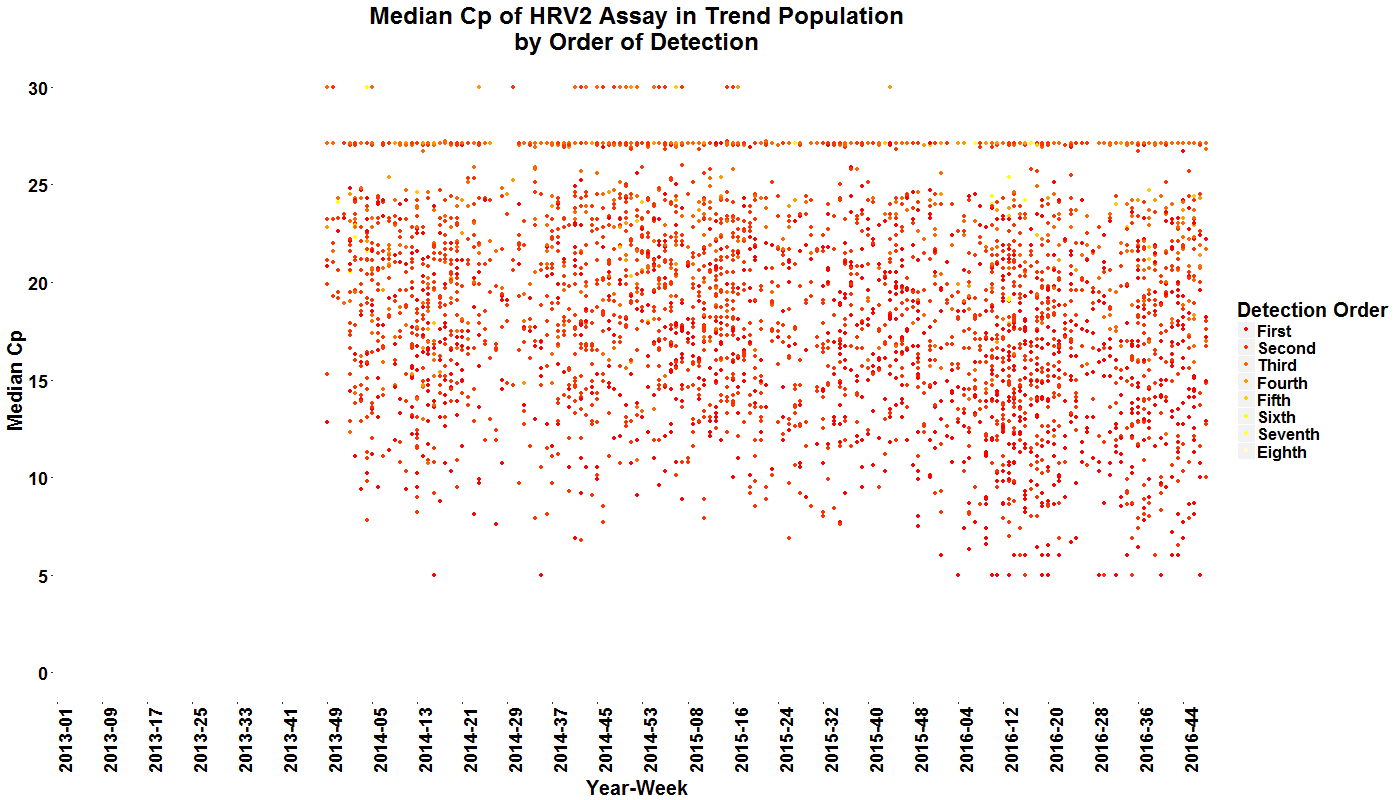 Median Cp of HRV2 Assay in Trend Population
by Order of Detection
30
25
20
15
10
5
0
Median Cp
2013-01
2013-09
2013-17
2013-25
2013-33
2013-41
2013-49
2014-05
2014-13
2014-21
2014-29
2014-37
2014-45
2014-53
2015-08
2015-16
2015-24
2015-32
2015-40
2015-48
2016-04
2016-12
2016-20
2016-28
2016-36
2016-44
Year-Week
Detection Order
First
Second
Third
Fourth
Fifth
Sixth
Seventh
Eighth